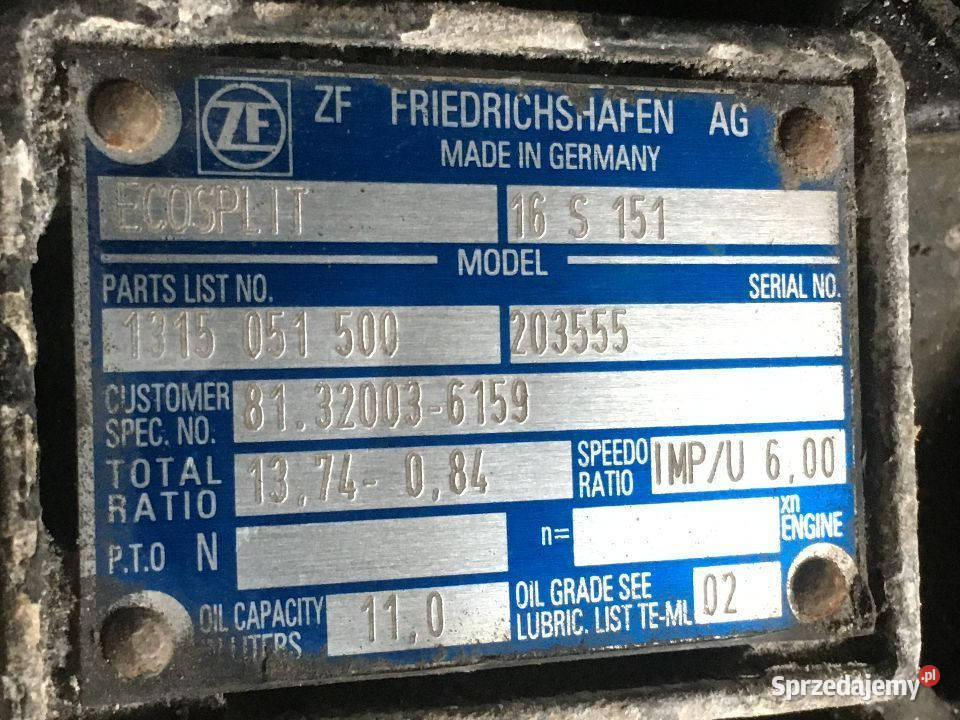 ZF ZF FRIEDRICHSHAFEN AG
MADE IN GERMANY
ECOSPLIT 16 S 151
MODEL
PARTS LIST NO. SERIAL NO.
1315 051 500 203555
CUSTOMER
SPEC. NO. 81.32003-6159
TOTAL
RATIO 13,74- 0,84 SPEEDO
RATIO IMP/U 6,00
P.T.O N n= xn
ENGINE
OIL CAPACITY
LITERS 11,0 OIL GRADE SEE
LUBRIC. LIST TE-ML 02
Sprzedajemy.pl